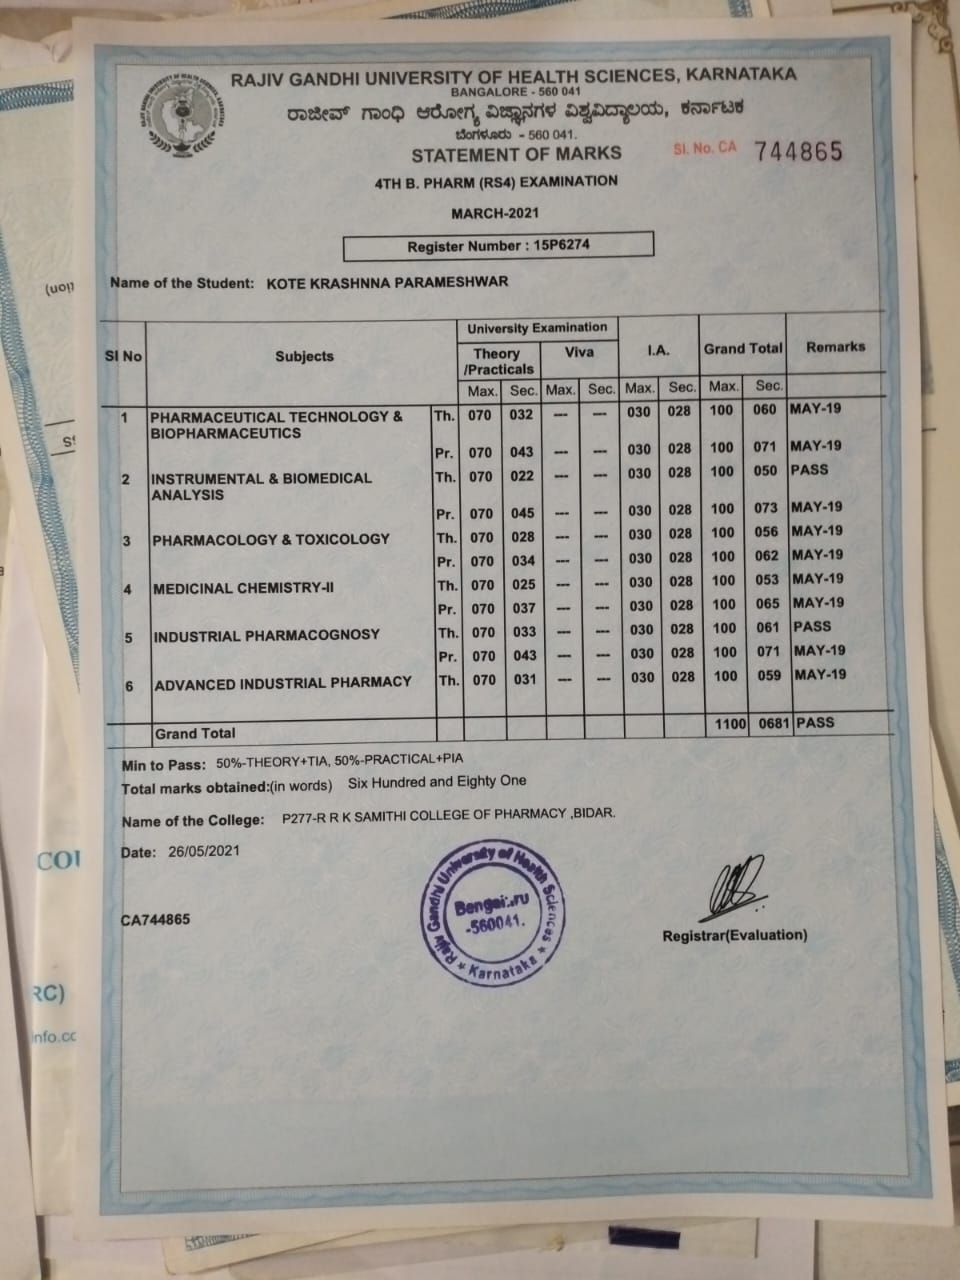 RAJIV GANDHI UNIVERSITY OF HEALTH SCIENCES, KARNATAKA
BANGALORE - 560 041
ರಾಜೀವ್ ಗಾಂಧಿ ಆರೋಗ್ಯ ವಿಜ್ಞಾನಗಳ ವಿಶ್ವವಿದ್ಯಾಲಯ, ಕರ್ನಾಟಕ
ಬೆಂಗಳೂರು - 560 041.
STATEMENT OF MARKS
Sl. No. CA 744865
4TH B. PHARM (RS4) EXAMINATION
MARCH-2021
Register Number : 15P6274
Name of the Student: KOTE KRASHNNA PARAMESHWAR
Sl No Subjects University Examination I.A. Grand Total Remarks
Theory /Practicals Viva
Max. Sec. Max. Sec. Max. Sec. Max. Sec.
1 PHARMACEUTICAL TECHNOLOGY & BIOPHARMACEUTICS Th. 070 032 --- --- 030 028 100 060 MAY-19
Pr. 070 043 --- --- 030 028 100 071 MAY-19
2 INSTRUMENTAL & BIOMEDICAL ANALYSIS Th. 070 022 --- --- 030 028 100 050 PASS
Pr. 070 045 --- --- 030 028 100 073 MAY-19
3 PHARMACOLOGY & TOXICOLOGY Th. 070 028 --- --- 030 028 100 056 MAY-19
Pr. 070 034 --- --- 030 028 100 062 MAY-19
4 MEDICINAL CHEMISTRY-II Th. 070 025 --- --- 030 028 100 053 MAY-19
Pr. 070 037 --- --- 030 028 100 065 MAY-19
5 INDUSTRIAL PHARMACOGNOSY Th. 070 033 --- --- 030 028 100 061 PASS
Pr. 070 043 --- --- 030 028 100 071 MAY-19
6 ADVANCED INDUSTRIAL PHARMACY Th. 070 031 --- --- 030 028 100 059 MAY-19
Grand Total 1100 0681 PASS
Min to Pass: 50%-THEORY+TIA, 50%-PRACTICAL+PIA
Total marks obtained:(in words) Six Hundred and Eighty One
Name of the College: P277-R R K SAMITHI COLLEGE OF PHARMACY ,BIDAR.
Date: 26/05/2021
Rajiv Gandhi University of Health Sciences
-560041.
* Karnataka *
CA744865
Registrar(Evaluation)
RC)